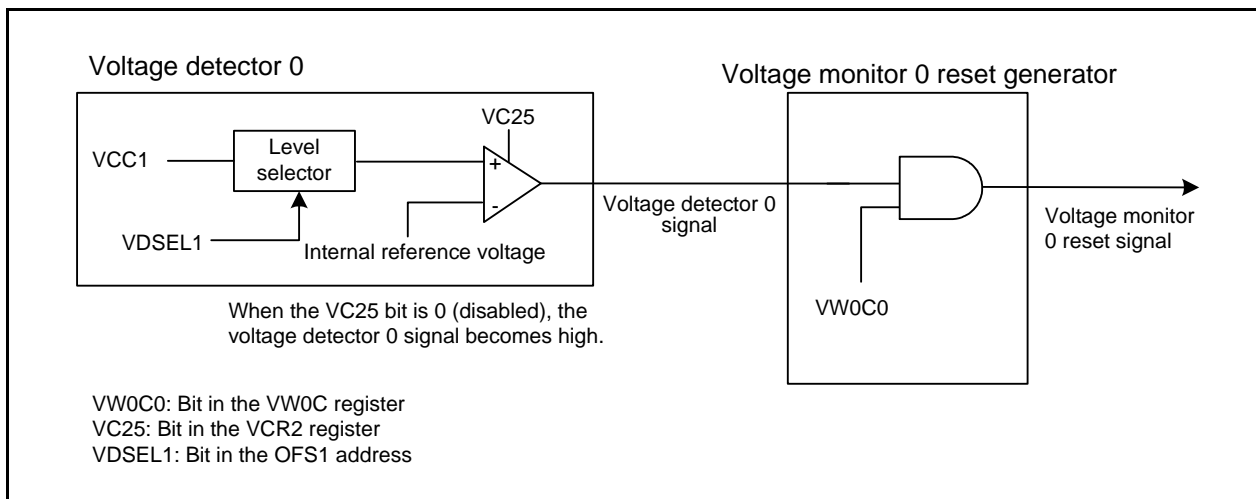 Voltage detector 0
Voltage monitor 0 reset generator
VC25
VCC1
Level
selector
+
-
VDSEL1
Internal reference voltage
Voltage detector 0
signal
Voltage monitor
0 reset signal
VW0C0
When the VC25 bit is 0 (disabled), the
voltage detector 0 signal becomes high.
VW0C0: Bit in the VW0C register
VC25: Bit in the VCR2 register
VDSEL1: Bit in the OFS1 address